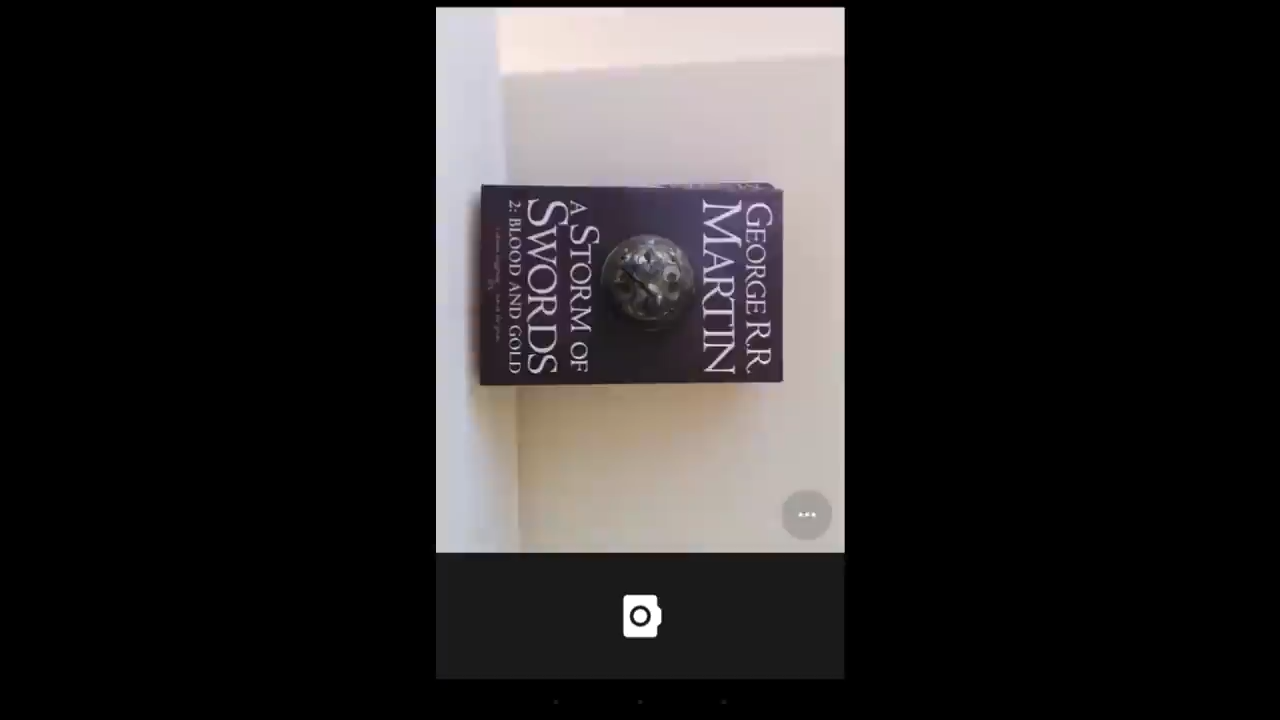 GEORGE R.R.
MARTIN
A STORM OF
SWORDS
2: BLOOD AND GOLD